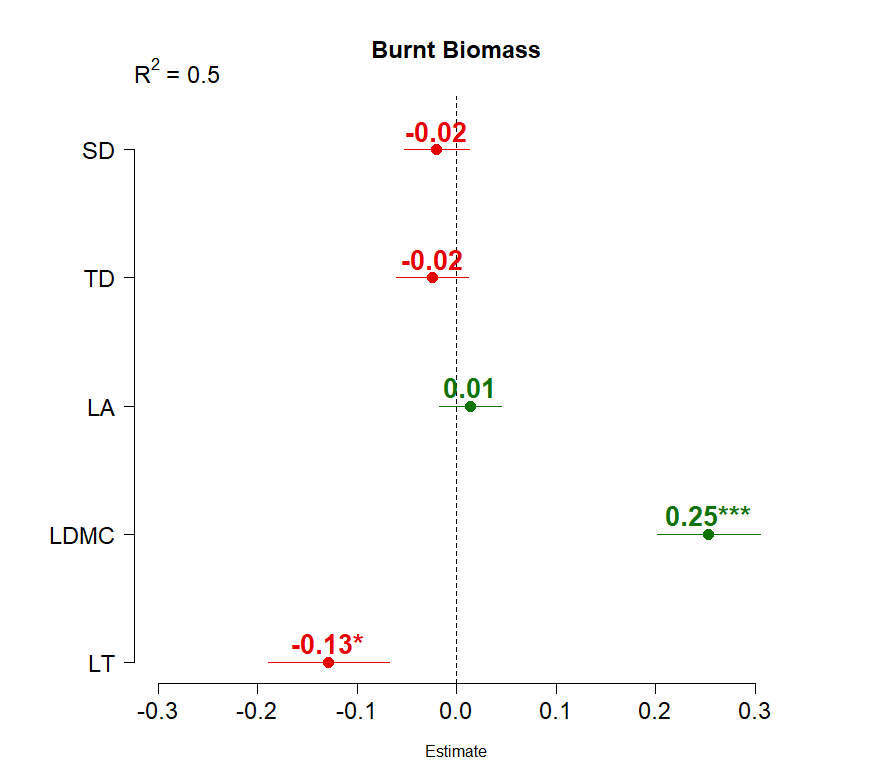 Burnt Biomass
R² = 0.5
-0.02
SD
-0.02
TD
0.01
LA
0.25***
LDMC
-0.13*
LT
-0.3 -0.2 -0.1 0.0 0.1 0.2 0.3
Estimate